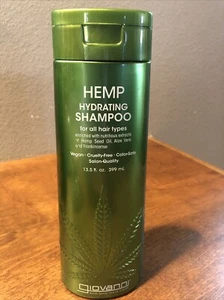 HEMP
HYDRATING
SHAMPOO
for all hair types
enriched with nutritious extracts
of Hemp Seed Oil, Aloe Vera
and Frankincense
Vegan · Cruelty-Free · Color-Safe
Salon-Quality
13.5 fl. oz. 399 mL
giovanni